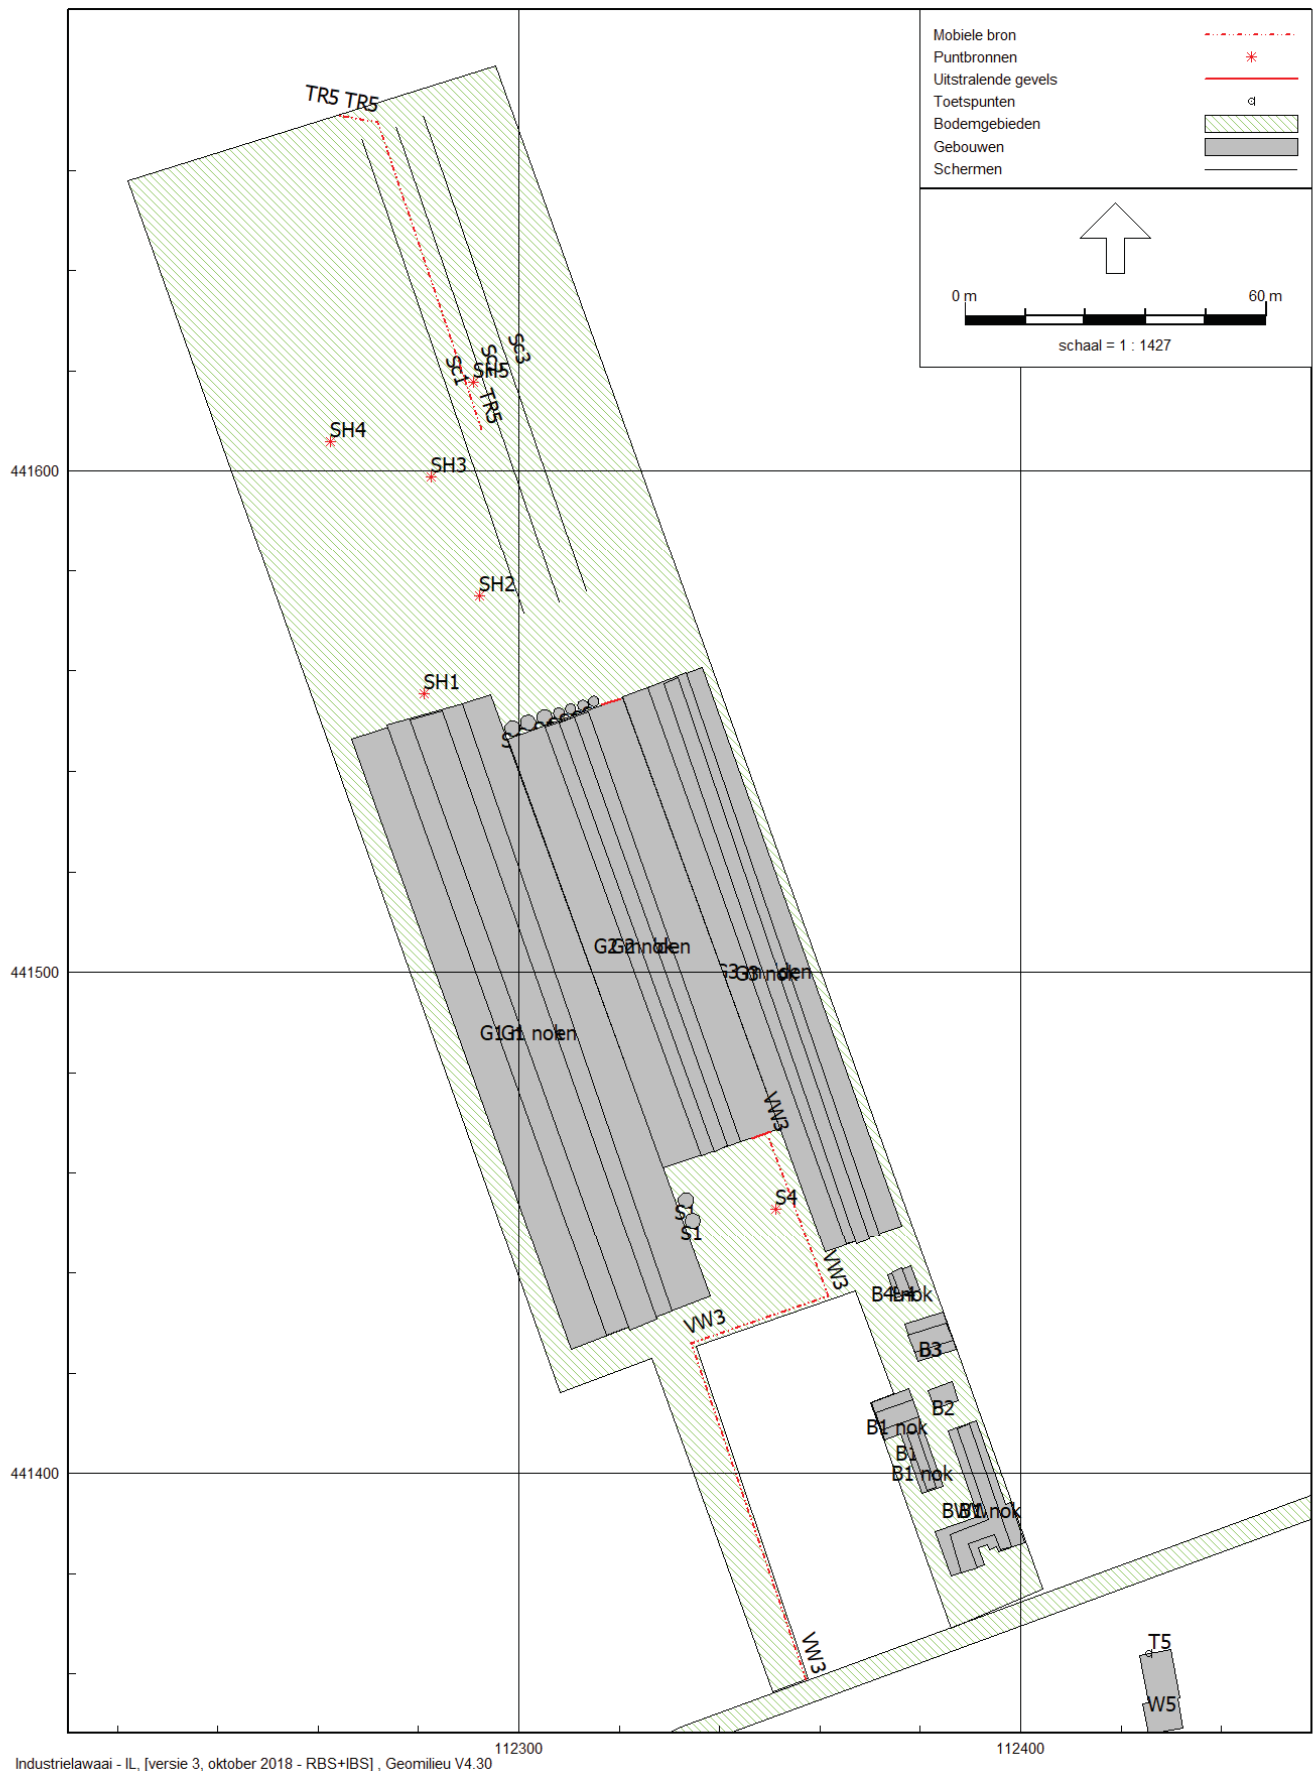 Mobiele bron
Puntbronnen
Uitstralende gevels
Toetspunten
Bodemgebieden
Gebouwen
Schermen
0 m 60 m
schaal = 1 : 1427
TR5 TR5
Sc3
Sc1
SH5
TR5
SH4
SH3
441600
SH2
SH1
441500
VW3
S4
S1
S1
VW3
VW3
B3
B2
B1 nok
B1
B1 nok
441400
B1 nok
VW3
T5
W5
112300 112400
Industrielawaai - IL, [versie 3, oktober 2018 - RBS+IBS] , Geomilieu V4.30